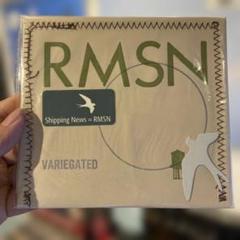 RMSN
Shipping News = RMSN
VARIEGATED